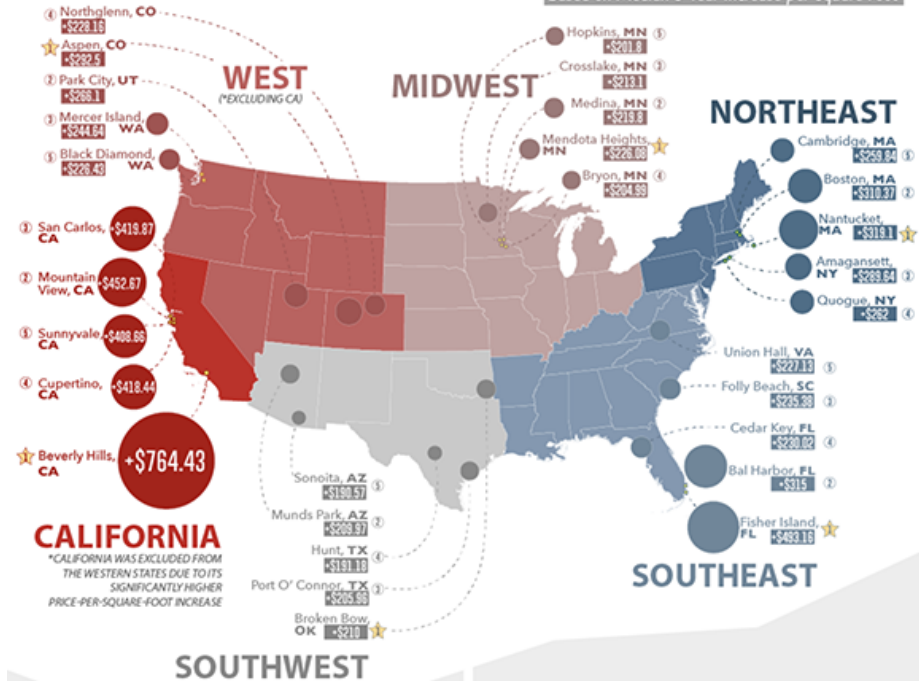 ④ Northglenn, CO
+$228.16
1 Aspen, CO
+$282.5
② Park City, UT
+$266.1
③ Mercer Island,
WA
+$244.64
⑤ Black Diamond,
WA
+$226.43
WEST
(*EXCLUDING CA)
MIDWEST
Hopkins, MN ⑤
+$201.8
Crosslake, MN ③
+$213.1
Medina, MN ②
+$219.8
Mendota Heights, 1
MN
+$226.08
Bryon, MN ④
+$204.99
NORTHEAST
Cambridge, MA
+$259.84 ⑤
Boston, MA
+$310.37 ②
Nantucket,
MA +$319.1 1
Amagansett,
NY +$289.64 ③
Quogue, NY
+$262 ④
③ San Carlos,
CA
+$419.87
② Mountain
View, CA
+$452.67
⑤ Sunnyvale,
CA
+$408.66
④ Cupertino,
CA
+$418.44
1 Beverly Hills,
CA
+$764.43
CALIFORNIA
*CALIFORNIA WAS EXCLUDED FROM
THE WESTERN STATES DUE TO ITS
SIGNIFICANTLY HIGHER
PRICE-PER-SQUARE-FOOT INCREASE
Union Hall, VA
+$227.13 ⑤
Folly Beach, SC
+$235.38 ③
Cedar Key, FL
+$230.02 ④
Bal Harbor, FL
+$315 ②
Fisher Island, 1
FL +$493.16
SOUTHEAST
Sonoita, AZ
+$190.57 ⑤
Munds Park, AZ
+$209.97 ②
Hunt, TX
+$191.18 ④
Port O' Connor, TX ③
+$205.98
Broken Bow,
OK +$210 1
SOUTHWEST